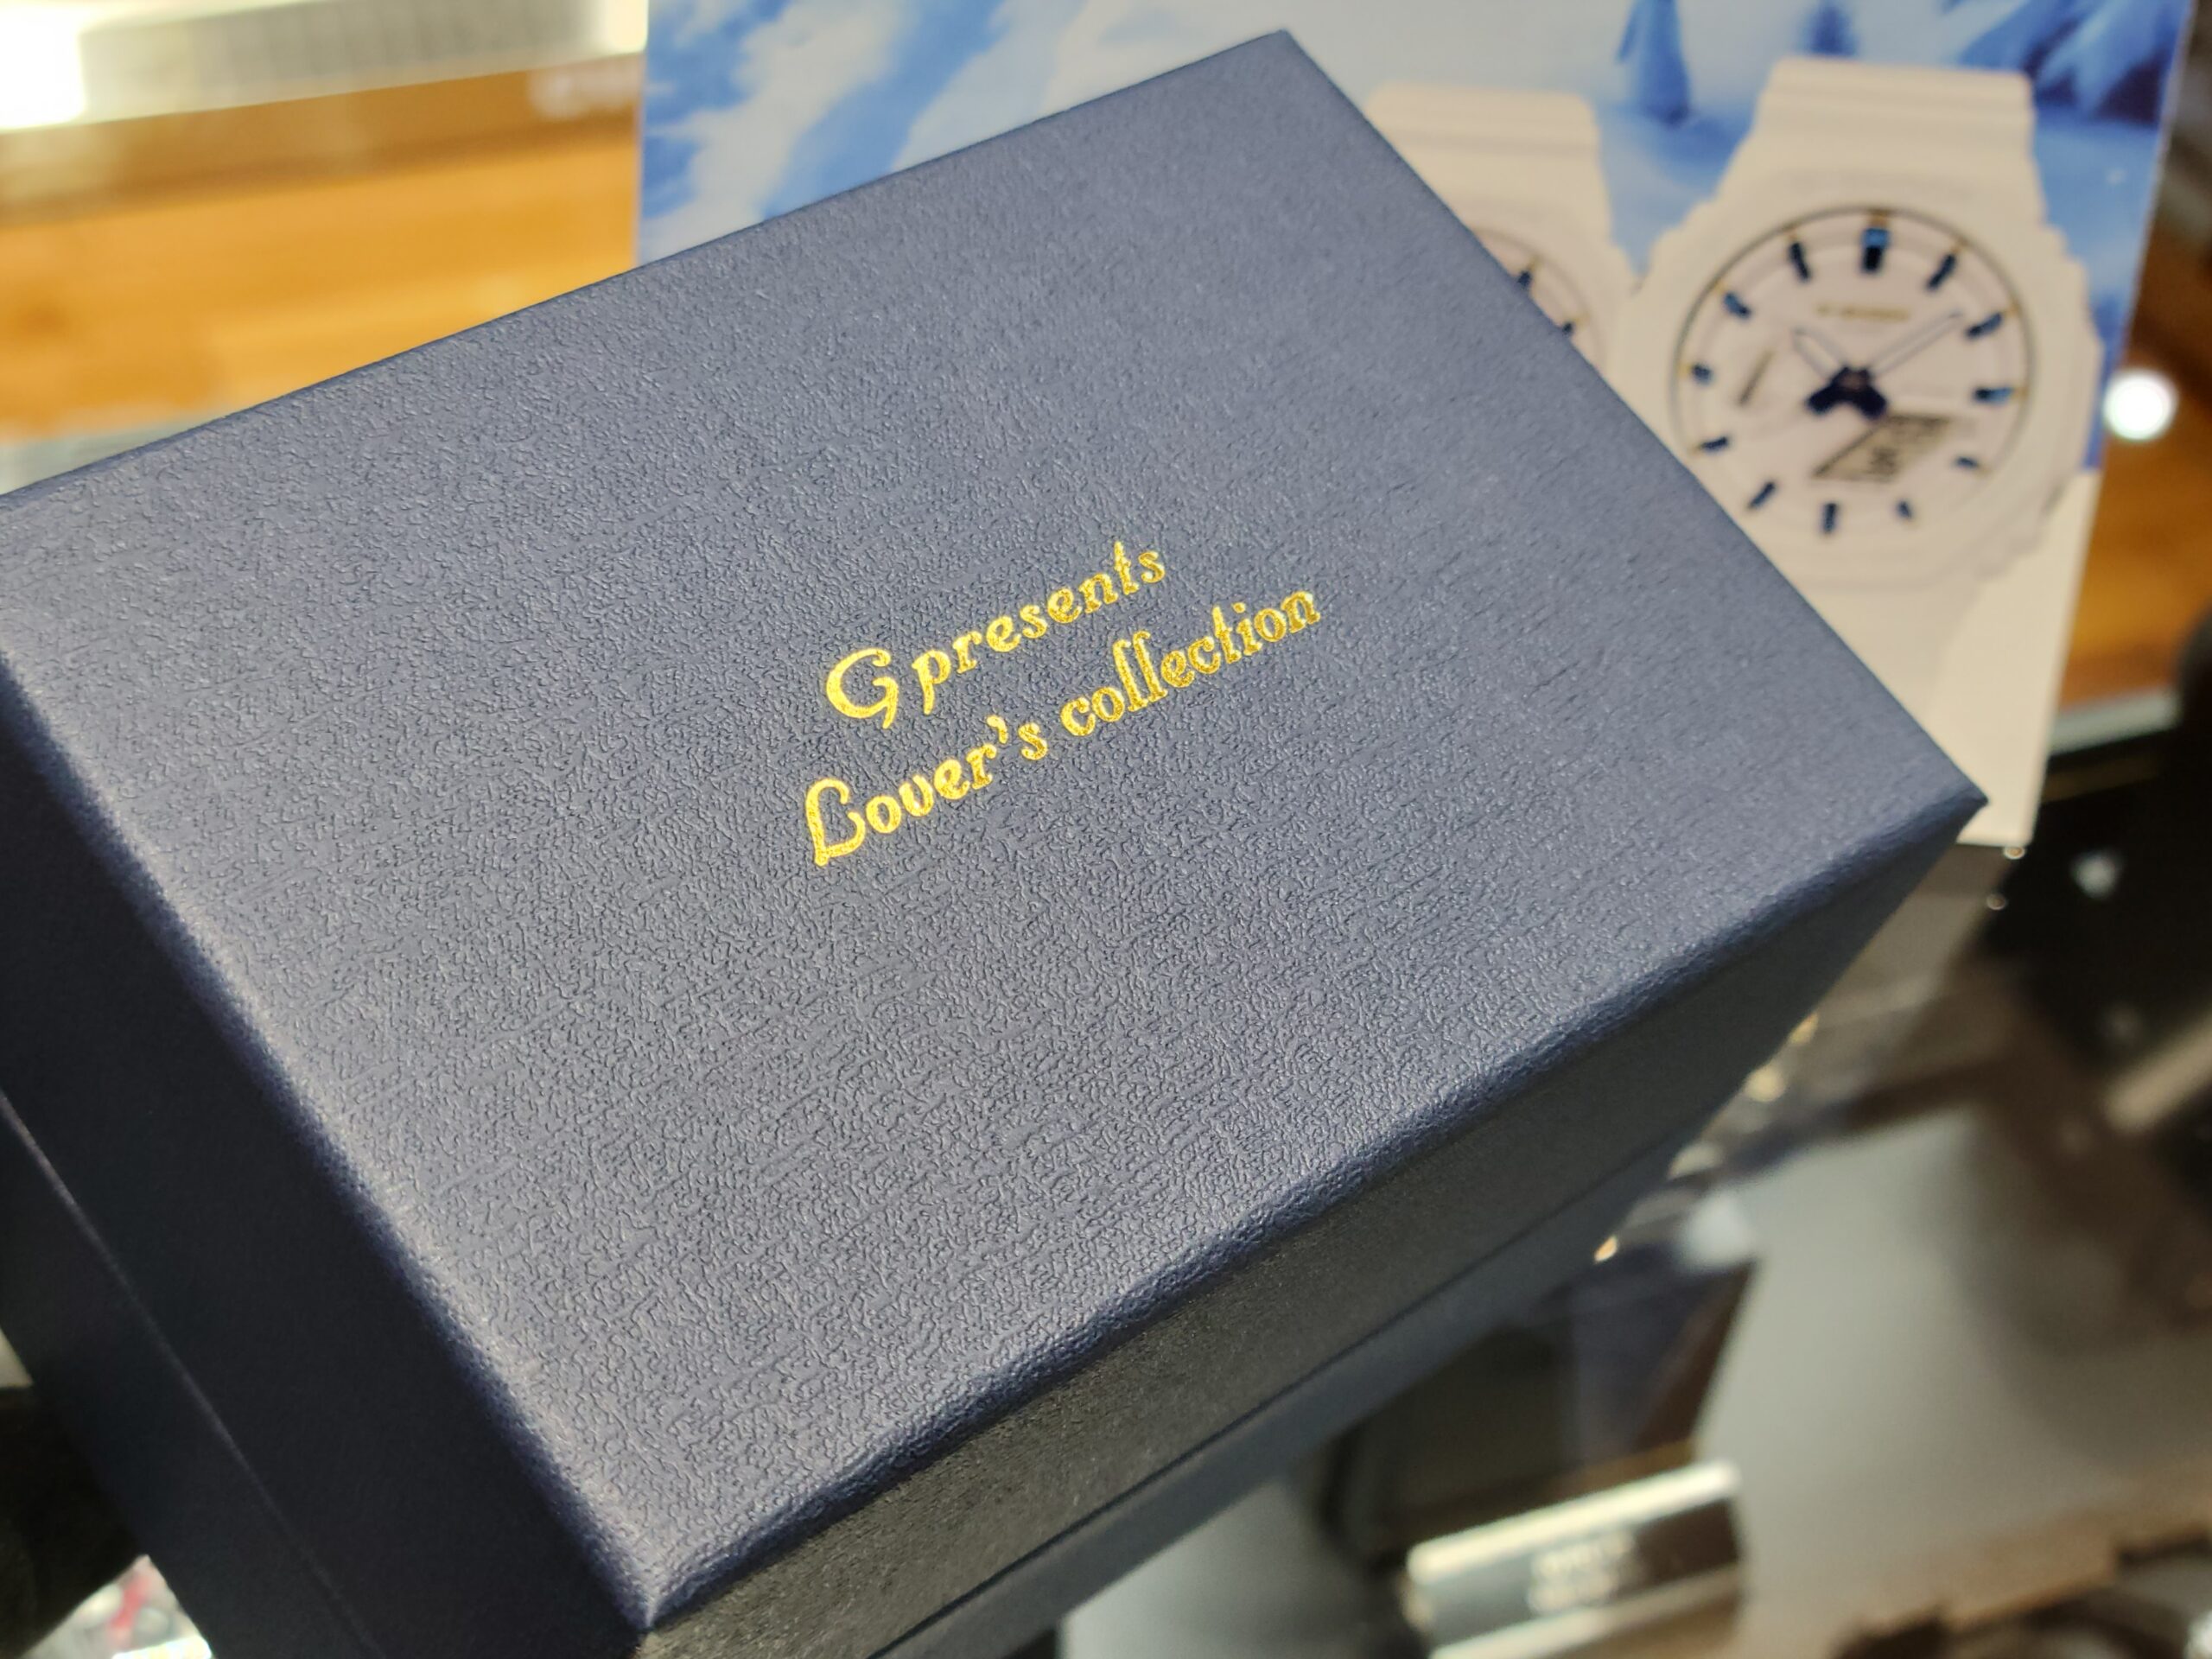 G presents
Lover's collection